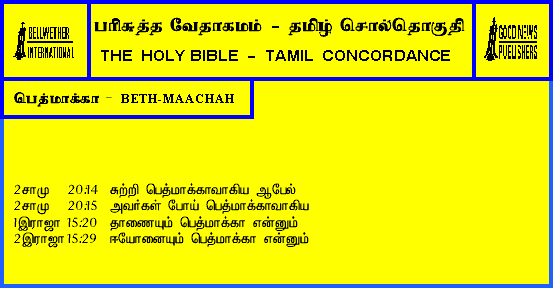 BELLWETHER
INTERNATIONAL
பரிசுத்த வேதாகமம் - தமிழ் சொல்தொகுதி
THE HOLY BIBLE - TAMIL CONCORDANCE
GOOD NEWS
PUBLISHERS
பெத்மாக்கா - BETH-MAACHAH
2சாமு 20:14 சுற்றி பெத்மாக்காவாகிய ஆபேல்
2சாமு 20:15 அவர்கள் போய் பெத்மாக்காவாகிய
1இராஜா 15:20 தாணையும் பெத்மாக்கா என்னும்
2இராஜா 15:29 ஈயோனையும் பெத்மாக்கா என்னும்